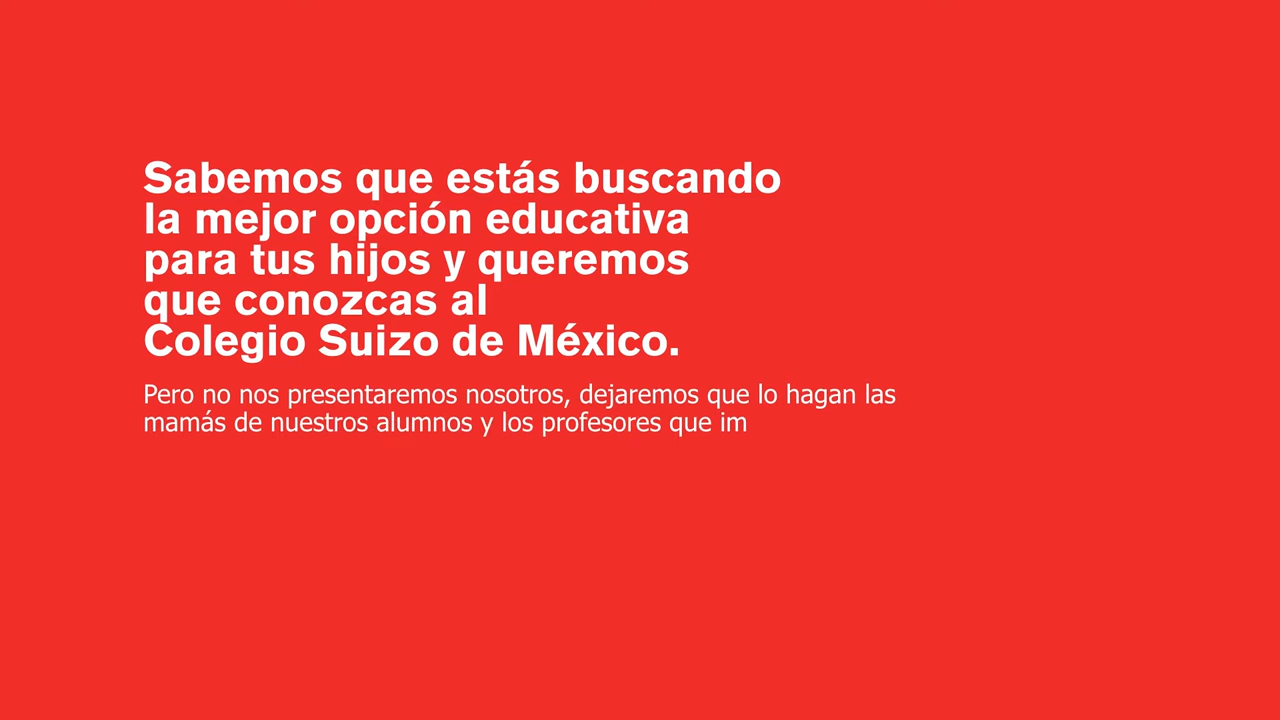 Sabemos que estás buscando
la mejor opción educativa
para tus hijos y queremos
que conozcas al
Colegio Suizo de México.
Pero no nos presentaremos nosotros, dejaremos que lo hagan las
mamás de nuestros alumnos y los profesores que im